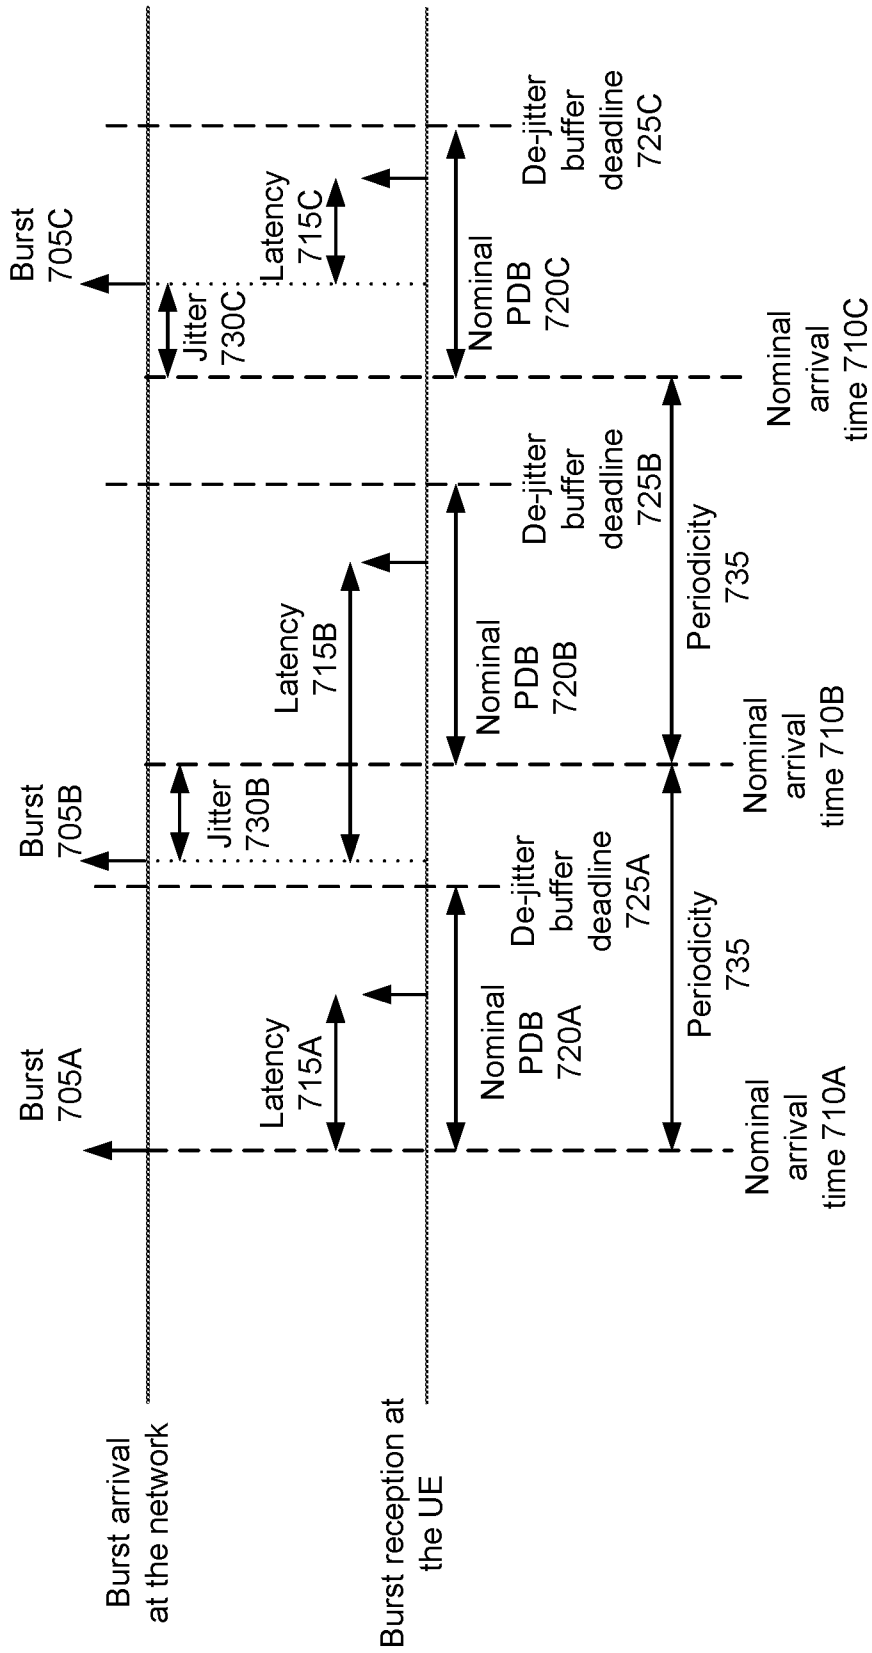 Burst arrival
at the network
Burst
705A
Burst
705B
Burst
705C
Jitter
730B
Jitter
730C
Latency
715A
Latency
715B
Latency
715C
Burst reception at
the UE
Nominal
PDB
720A
De-jitter
buffer
deadline
725A
Nominal
PDB
720B
De-jitter
buffer
deadline
725B
Nominal
PDB
720C
De-jitter
buffer
deadline
725C
Periodicity
735
Periodicity
735
Nominal
arrival
time 710A
Nominal
arrival
time 710B
Nominal
arrival
time 710C